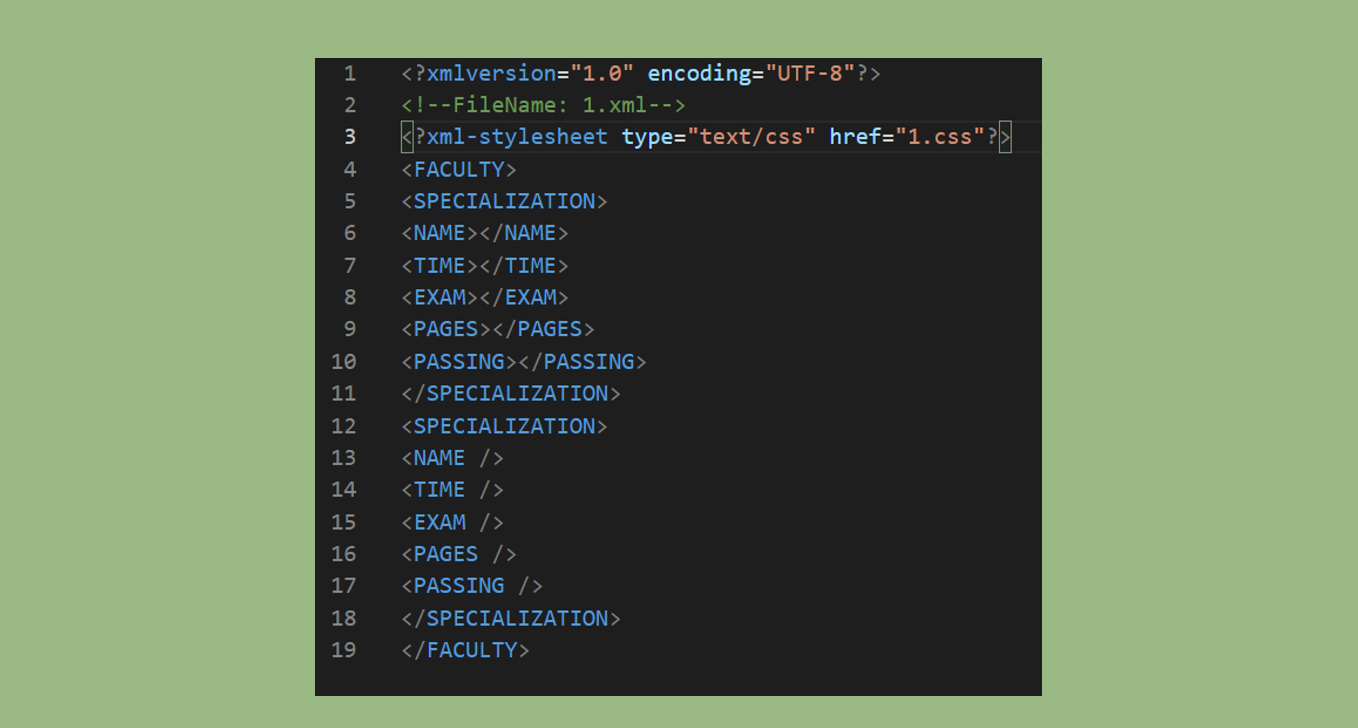 1 <?xmlversion="1.0" encoding="UTF-8"?>
2 <!--FileName: 1.xml-->
3 <?xml-stylesheet type="text/css" href="1.css"?>
4 <FACULTY>
5 <SPECIALIZATION>
6 <NAME></NAME>
7 <TIME></TIME>
8 <EXAM></EXAM>
9 <PAGES></PAGES>
10 <PASSING></PASSING>
11 </SPECIALIZATION>
12 <SPECIALIZATION>
13 <NAME />
14 <TIME />
15 <EXAM />
16 <PAGES />
17 <PASSING />
18 </SPECIALIZATION>
19 </FACULTY>